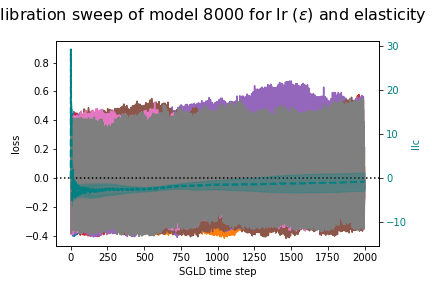 libration sweep of model 8000 for lr (ε) and elasticity
0.8
0.6
0.4
0.2
0.0
−0.2
−0.4
loss
30
20
10
0
−10
llc
0 250 500 750 1000 1250 1500 1750 2000
SGLD time step